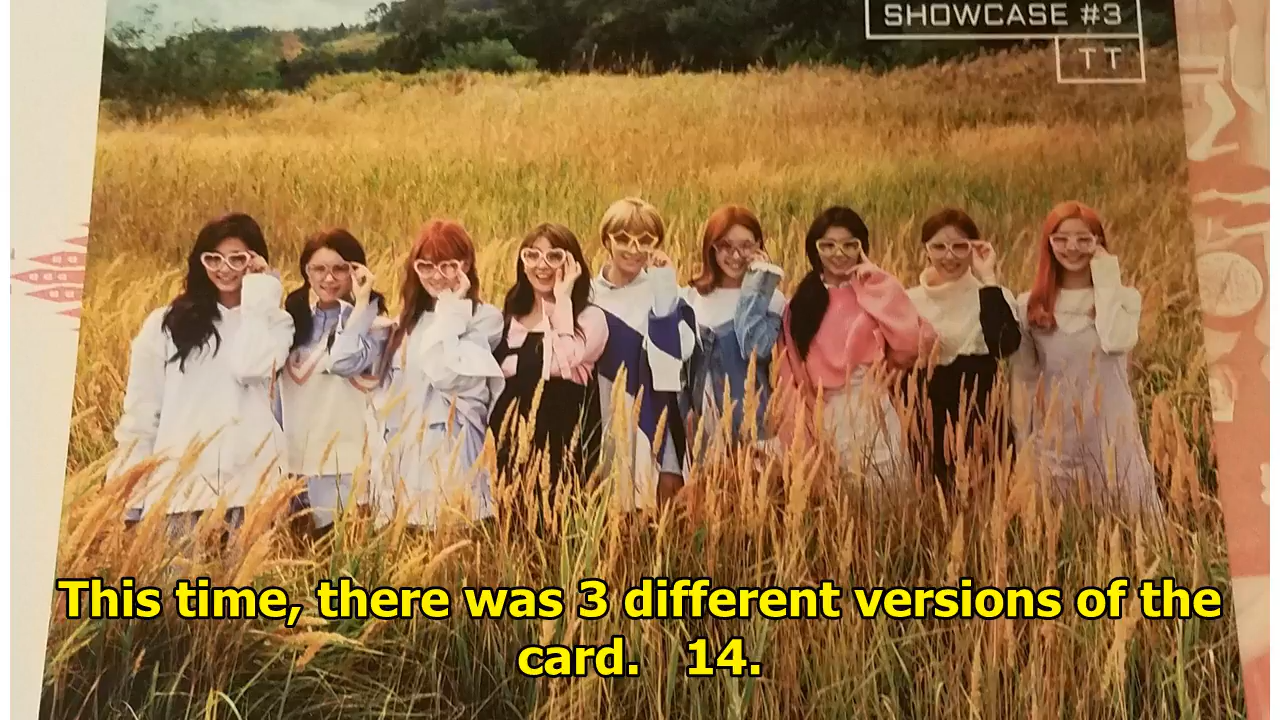 SHOWCASE #3
TT
This time, there was 3 different versions of the
card. 14.